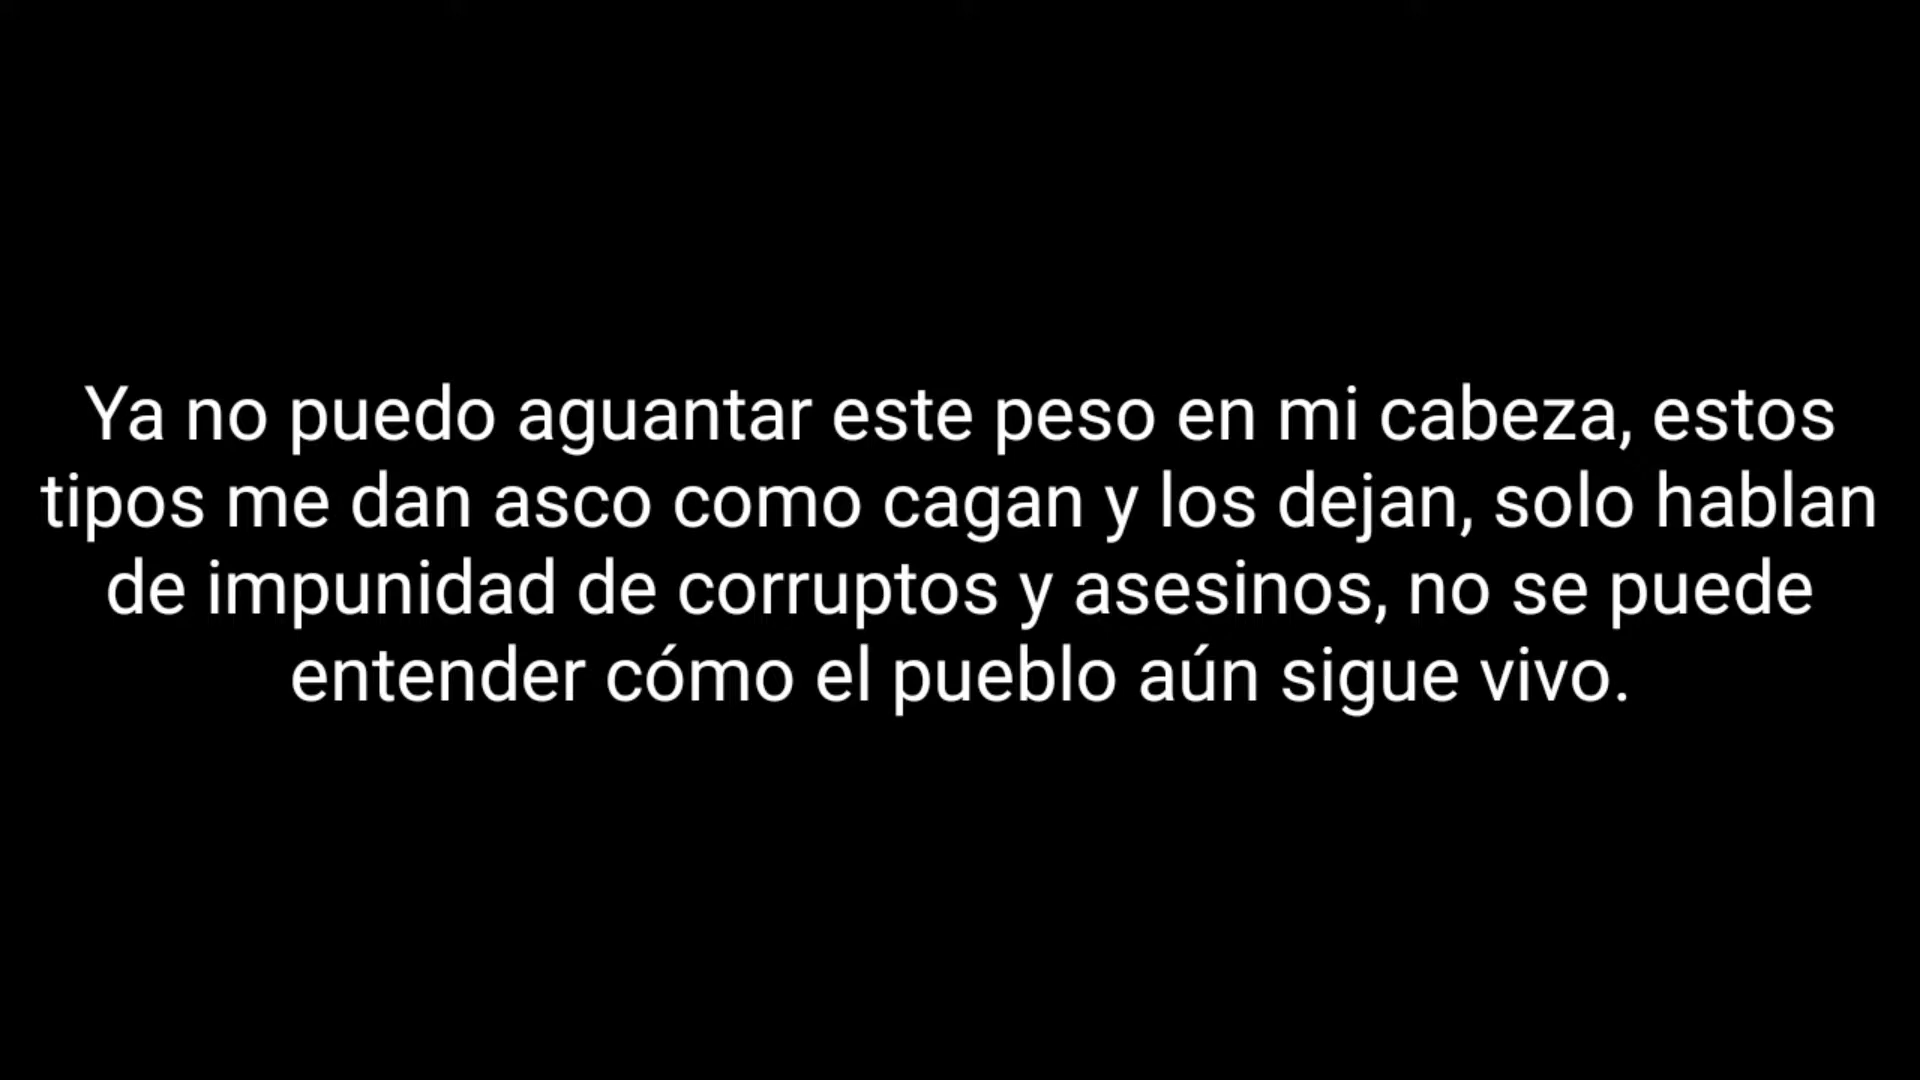 Ya no puedo aguantar este peso en mi cabeza, estos
tipos me dan asco como cagan y los dejan, solo hablan
de impunidad de corruptos y asesinos, no se puede
entender cómo el pueblo aún sigue vivo.